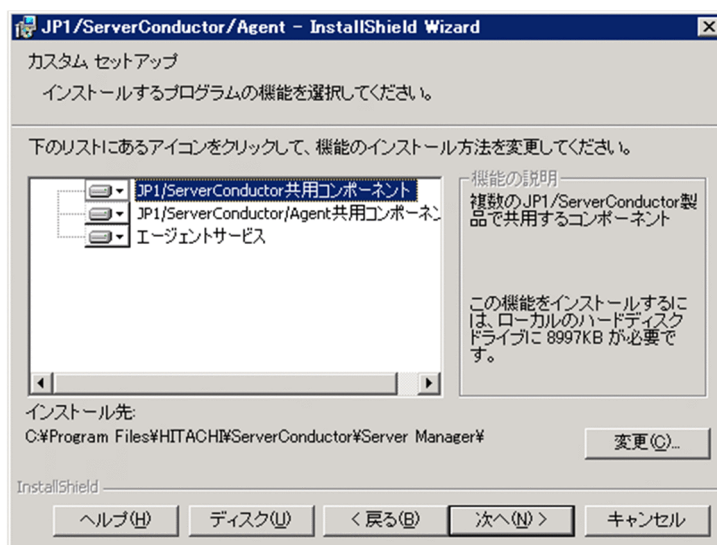 JP1/ServerConductor/Agent - InstallShield Wizard
カスタム セットアップ
インストールするプログラムの機能を選択してください。
下のリストにあるアイコンをクリックして、機能のインストール方法を変更してください。
JP1/ServerConductor共用コンポーネント
JP1/ServerConductor/Agent共用コンポーネン
エージェントサービス
機能の説明
複数のJP1/ServerConductor製
品で共用するコンポーネント
この機能をインストールするに
は、ローカルのハードディスク
ドライブに 8997KB が必要で
す。
インストール先:
C:¥Program Files¥HITACHI¥ServerConductor¥Server Manager¥
変更(C)...
InstallShield
ヘルプ(H)
ディスク(U)
< 戻る(B)
次へ(N) >
キャンセル